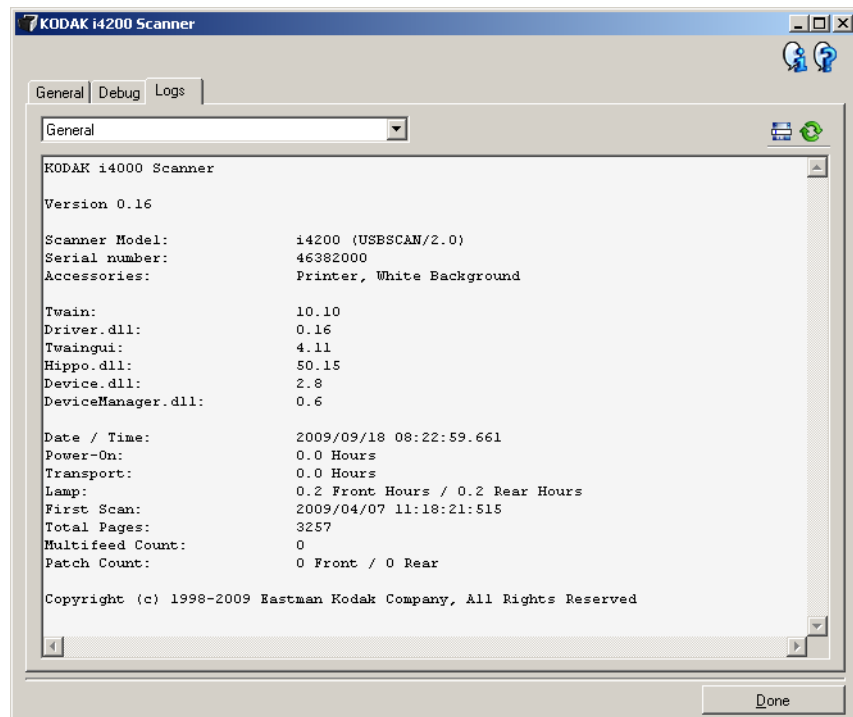 KODAK i4200 Scanner
General Debug Logs
General
KODAK i4000 Scanner
Version 0.16
Scanner Model: i4200 (USBSCAN/2.0)
Serial number: 46382000
Accessories: Printer, White Background
Twain: 10.10
Driver.dll: 0.16
Twaingui: 4.11
Hippo.dll: 50.15
Device.dll: 2.8
DeviceManager.dll: 0.6
Date / Time: 2009/09/18 08:22:59.661
Power-On: 0.0 Hours
Transport: 0.0 Hours
Lamp: 0.2 Front Hours / 0.2 Rear Hours
First Scan: 2009/04/07 11:18:21:515
Total Pages: 3257
Multifeed Count: 0
Patch Count: 0 Front / 0 Rear
Copyright (c) 1998-2009 Eastman Kodak Company, All Rights Reserved
Done